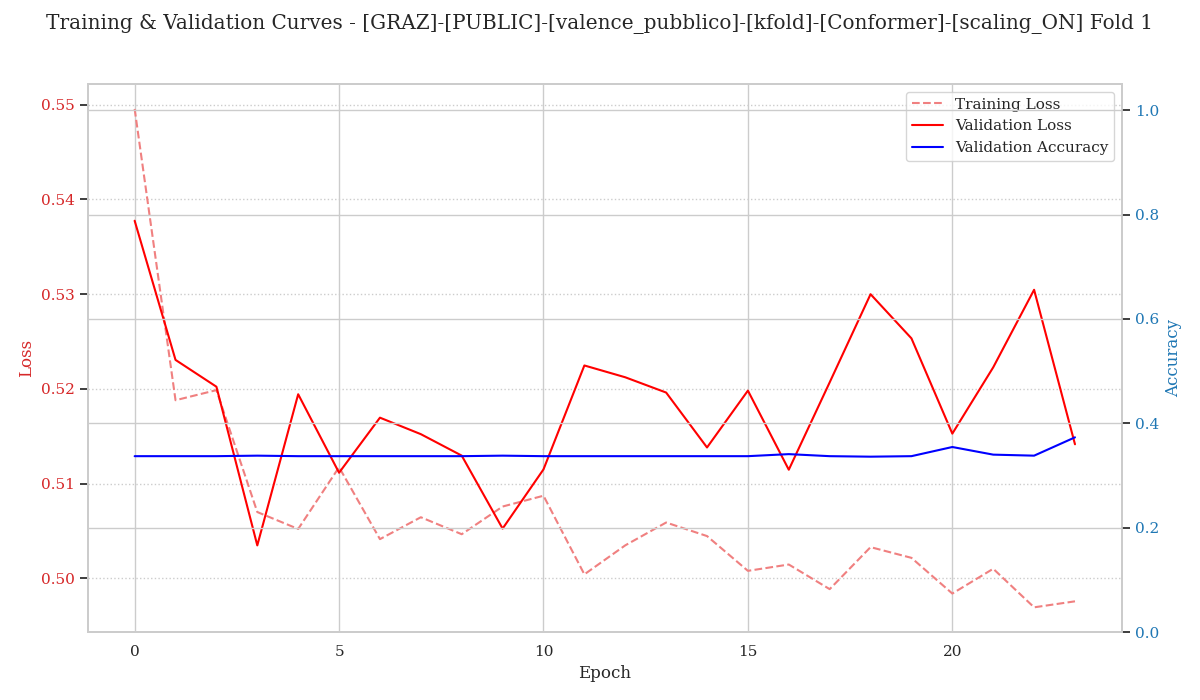 Training & Validation Curves - [GRAZ]-[PUBLIC]-[valence_pubblico]-[kfold]-[Conformer]-[scaling_ON] Fold 1
Training Loss
Validation Loss
Validation Accuracy
0.55
0.54
0.53
0.52
0.51
0.50
Loss
1.0
0.8
0.6
0.4
0.2
0.0
Accuracy
0 5 10 15 20
Epoch